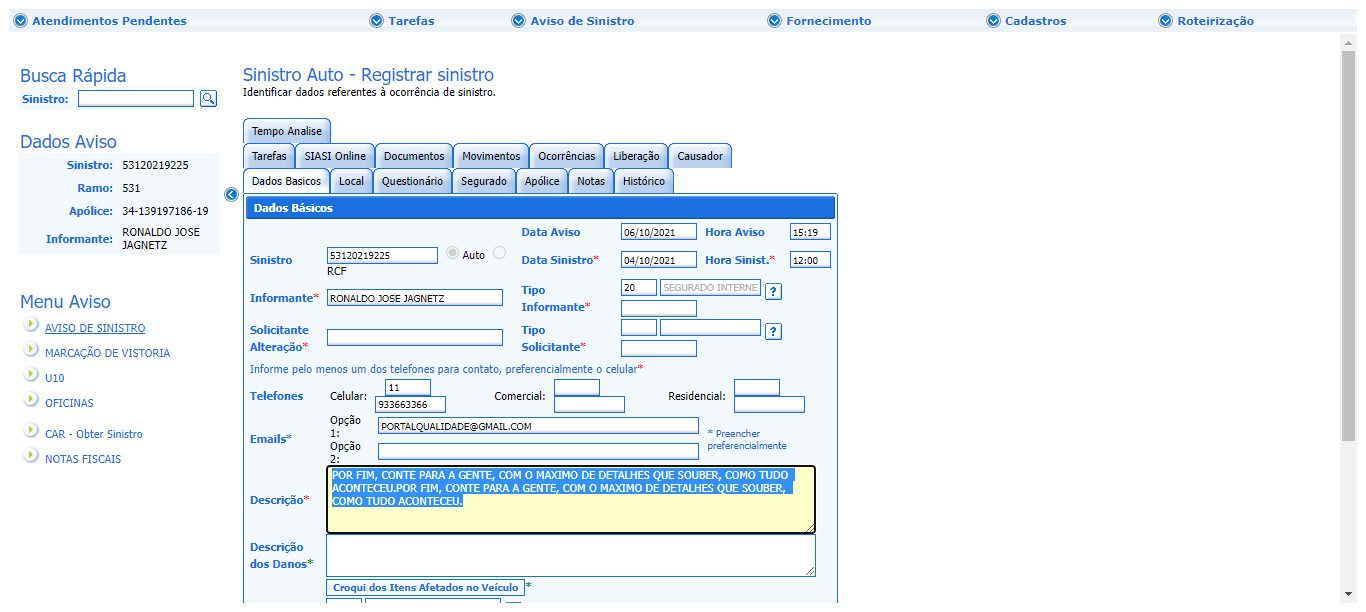 Atendimentos Pendentes Tarefas Aviso de Sinistro Fornecimento Cadastros Roteirização
Busca Rápida
Sinistro:
Dados Aviso
Sinistro: 53120219225
Ramo: 531
Apólice: 34-139197186-19
Informante: RONALDO JOSE
JAGNETZ
Menu Aviso
AVISO DE SINISTRO
MARCAÇÃO DE VISTORIA
U10
OFICINAS
CAR - Obter Sinistro
NOTAS FISCAIS
Sinistro Auto - Registrar sinistro
Identificar dados referentes à ocorrência de sinistro.
Tempo Analise
Tarefas SIASI Online Documentos Movimentos Ocorrências Liberação Causador
Dados Basicos Local Questionário Segurado Apólice Notas Histórico
Dados Básicos
Data Aviso 06/10/2021 Hora Aviso 15:19
Sinistro 53120219225 Auto
RCF
Data Sinistro* 04/10/2021 Hora Sinist.* 12:00
Informante* RONALDO JOSE JAGNETZ
Tipo
Informante*
20 SEGURADO INTERNE ?
Solicitante
Alteração*
Tipo
Solicitante*
?
Informe pelo menos um dos telefones para contato, preferencialmente o celular*
Telefones Celular: 11
933663366
Comercial: Residencial:
Emails*
Opção
1:
PORTALQUALIDADE@GMAIL.COM
Opção
2:
* Preencher
preferencialmente
Descrição*
POR FIM, CONTE PARA A GENTE, COM O MAXIMO DE DETALHES QUE SOUBER, COMO TUDO
ACONTECEU.POR FIM, CONTE PARA A GENTE, COM O MAXIMO DE DETALHES QUE SOUBER,
COMO TUDO ACONTECEU.
Descrição
dos Danos*
Croqui dos Itens Afetados no Veículo *